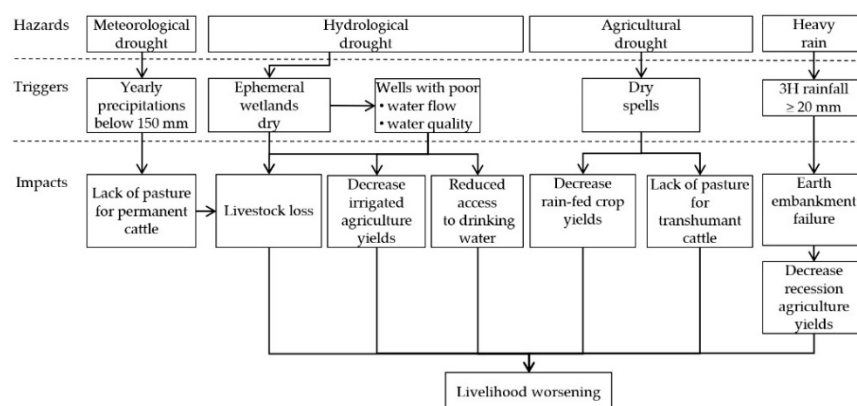 Hazards
Meteorological
drought
Hydrological
drought
Agricultural
drought
Heavy
rain
Triggers
Yearly
precipitations
below 150 mm
Ephemeral
wetlands
dry
Wells with poor
• water flow
• water quality
Dry
spells
3H rainfall
≥ 20 mm
Impacts
Lack of pasture
for permanent
cattle
Livestock loss
Decrease
irrigated
agriculture
yields
Reduced
access
to drinking
water
Decrease
rain-fed crop
yields
Lack of pasture
for
transhumant
cattle
Earth
embankment
failure
Decrease
recession
agriculture
yields
Livelihood worsening